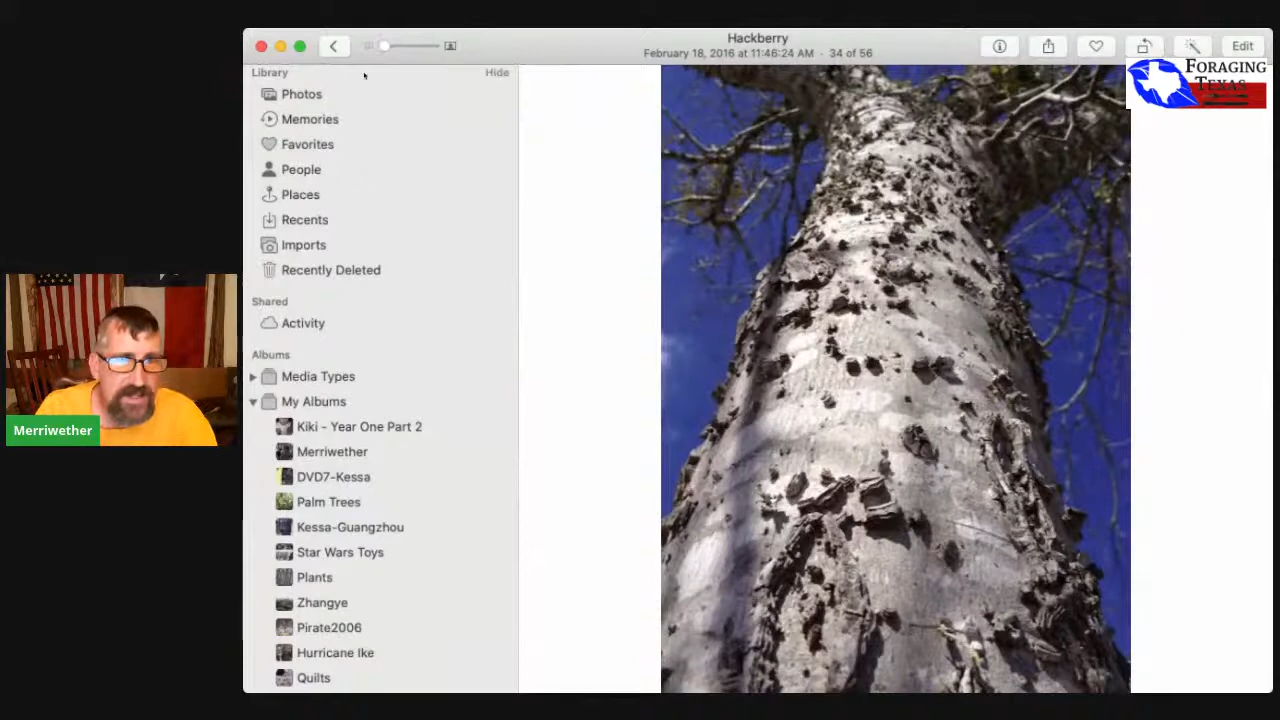 Hackberry
February 18, 2016 at 11:46:24 AM · 34 of 56
Edit
FORAGING
TEXAS
Library
Hide
Photos
Memories
Favorites
People
Places
Recents
Imports
Recently Deleted
Shared
Activity
Albums
Media Types
My Albums
Kiki - Year One Part 2
Merriwether
DVD7-Kessa
Palm Trees
Kessa-Guangzhou
Star Wars Toys
Plants
Zhangye
Pirate2006
Hurricane Ike
Quilts
Merriwether